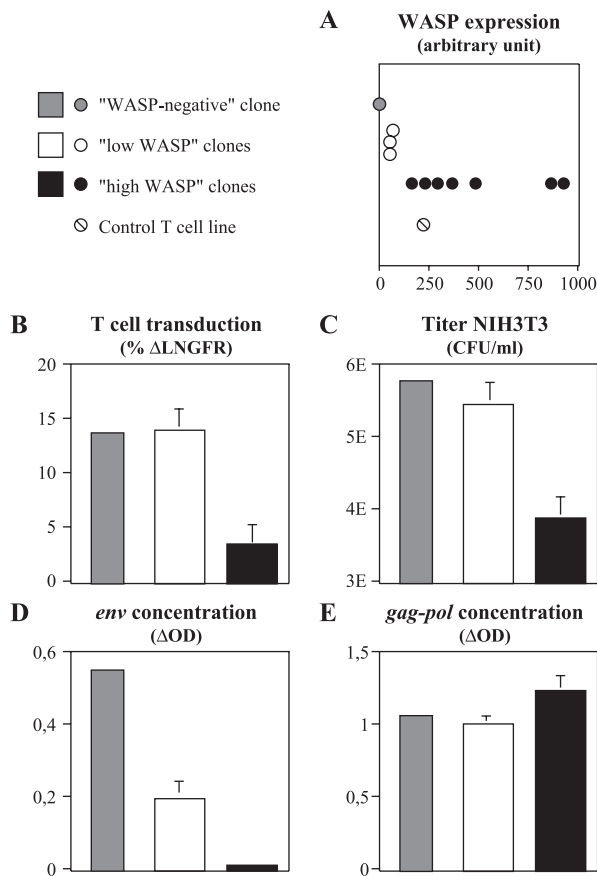 A
WASP expression
(arbitrary unit)
"WASP-negative" clone
"low WASP" clones
"high WASP" clones
Control T cell line
0 250 500 750 1000
B
T cell transduction
(% ΔLNGFR)
20
15
10
5
0
C
Titer NIH3T3
(CFU/ml)
6E
5E
4E
3E
D
env concentration
(ΔOD)
0,6
0,4
0,2
0
E
gag-pol concentration
(ΔOD)
1,5
1
0,5
0